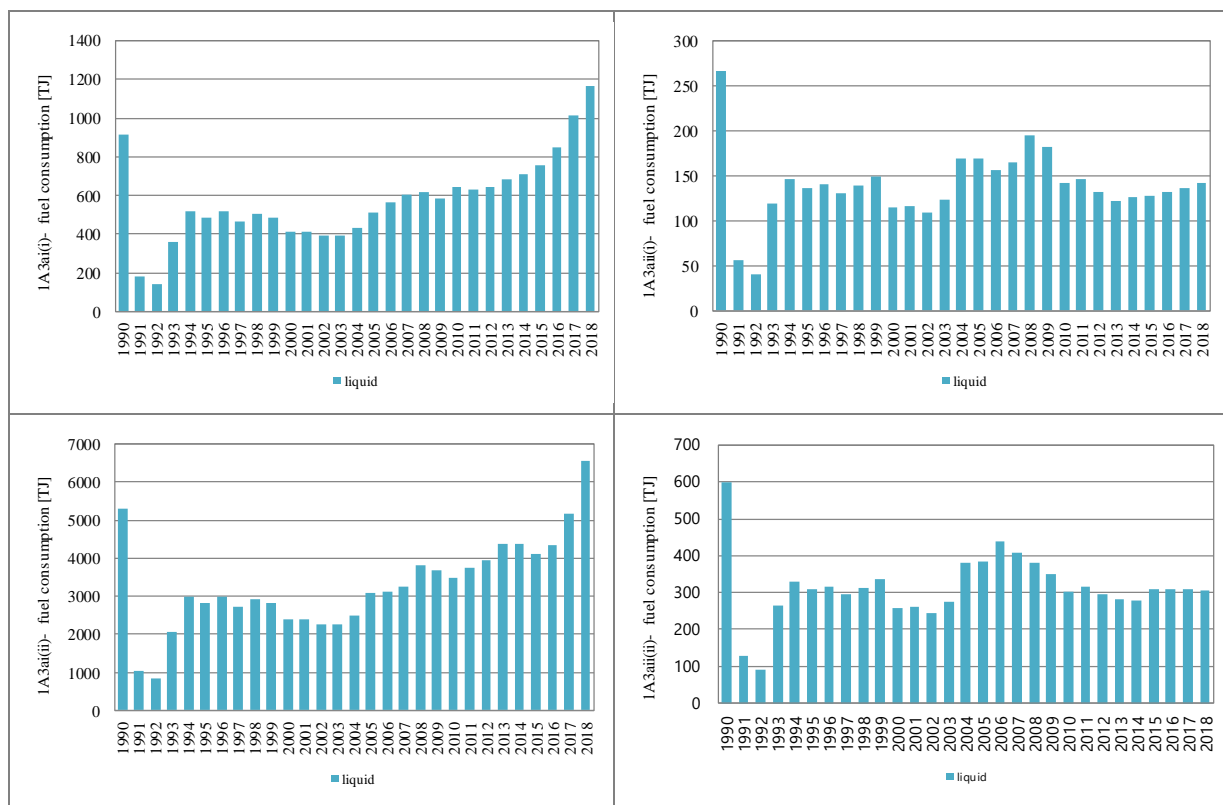 1A3ai(i)- fuel consumption [TJ]
1400
1200
1000
800
600
400
200
0
1990 1991 1992 1993 1994 1995 1996 1997 1998 1999 2000 2001 2002 2003 2004 2005 2006 2007 2008 2009 2010 2011 2012 2013 2014 2015 2016 2017 2018
liquid
1A3aii(i)- fuel consumption [TJ]
300
250
200
150
100
50
0
1990 1991 1992 1993 1994 1995 1996 1997 1998 1999 2000 2001 2002 2003 2004 2005 2006 2007 2008 2009 2010 2011 2012 2013 2014 2015 2016 2017 2018
liquid
1A3ai(ii)- fuel consumption [TJ]
7000
6000
5000
4000
3000
2000
1000
0
1990 1991 1992 1993 1994 1995 1996 1997 1998 1999 2000 2001 2002 2003 2004 2005 2006 2007 2008 2009 2010 2011 2012 2013 2014 2015 2016 2017 2018
liquid
1A3aii(ii)- fuel consumption [TJ]
700
600
500
400
300
200
100
0
1990 1991 1992 1993 1994 1995 1996 1997 1998 1999 2000 2001 2002 2003 2004 2005 2006 2007 2008 2009 2010 2011 2012 2013 2014 2015 2016 2017 2018
liquid